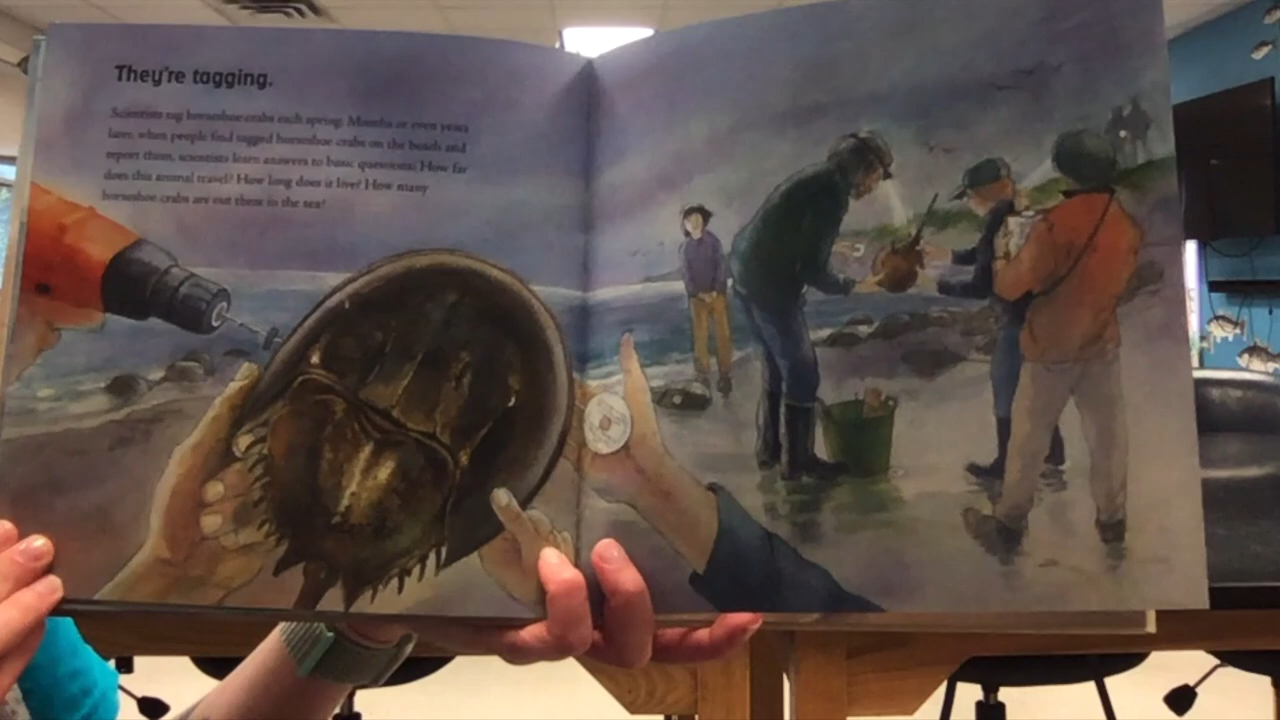 They're tagging.
Scientists tag horseshoe crabs each spring. Months or even years
later, when people find tagged horseshoe crabs on the beach and
report them, scientists learn answers to basic questions: How far
does this animal travel? How long does it live? How many
horseshoe crabs are out there in the sea?